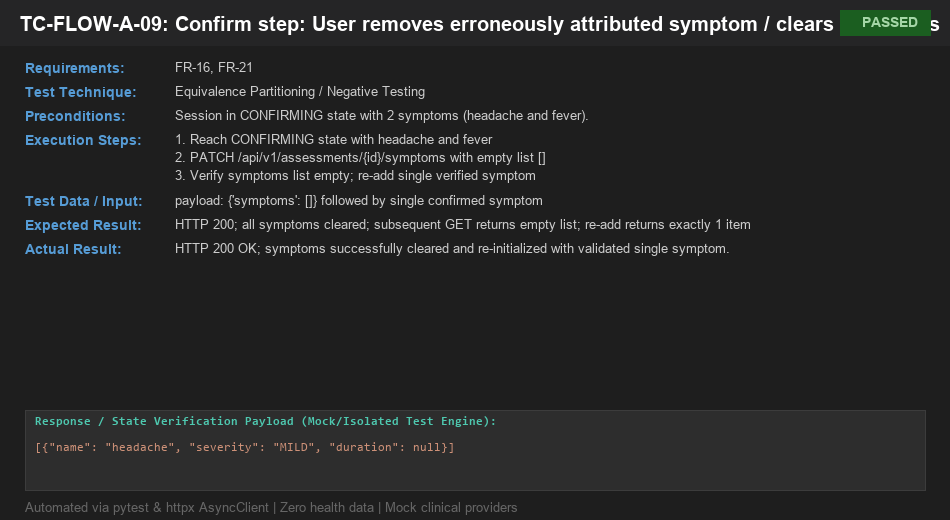 TC-FLOW-A-09: Confirm step: User removes erroneously attributed symptom / clears s
PASSED
Requirements: FR-16, FR-21
Test Technique: Equivalence Partitioning / Negative Testing
Preconditions: Session in CONFIRMING state with 2 symptoms (headache and fever).
Execution Steps: 1. Reach CONFIRMING state with headache and fever
2. PATCH /api/v1/assessments/{id}/symptoms with empty list []
3. Verify symptoms list empty; re-add single verified symptom
Test Data / Input: payload: {'symptoms': []} followed by single confirmed symptom
Expected Result: HTTP 200; all symptoms cleared; subsequent GET returns empty list; re-add returns exactly 1 item
Actual Result: HTTP 200 OK; symptoms successfully cleared and re-initialized with validated single symptom.
Response / State Verification Payload (Mock/Isolated Test Engine):
[{"name": "headache", "severity": "MILD", "duration": null}]
Automated via pytest & httpx AsyncClient | Zero health data | Mock clinical providers